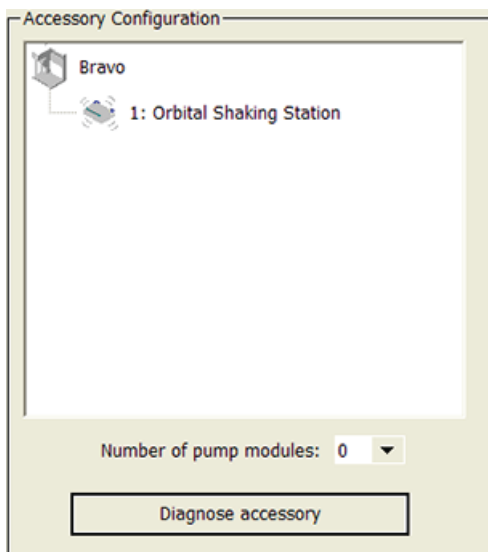 Accessory Configuration
Bravo
1: Orbital Shaking Station
Number of pump modules: 0
Diagnose accessory